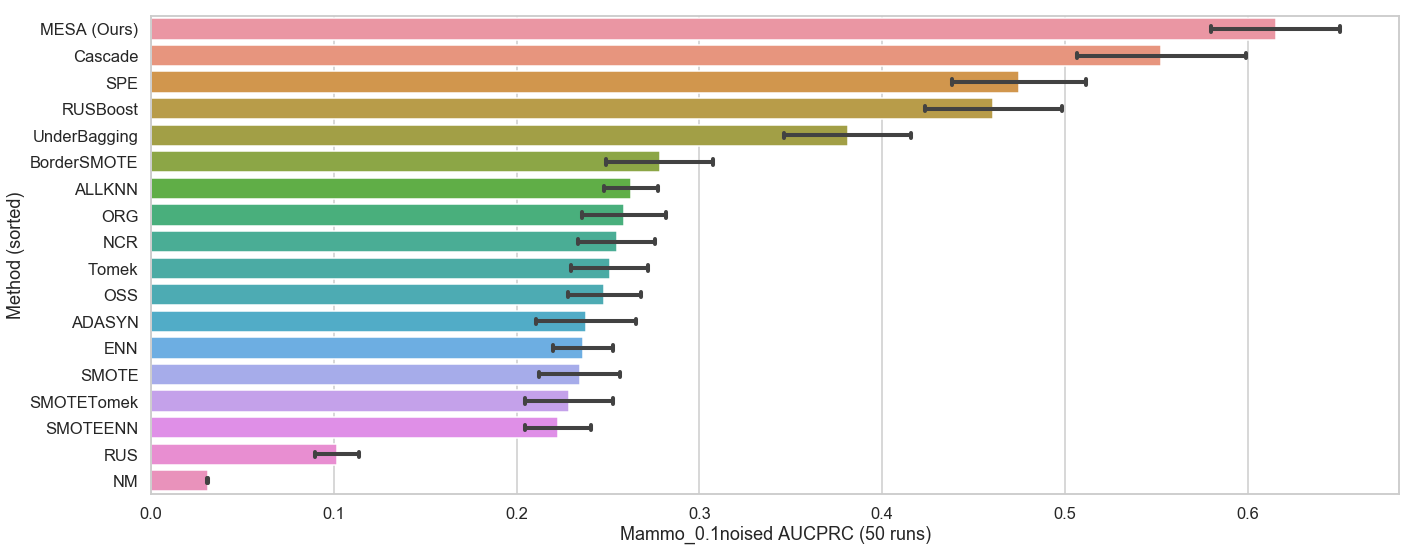 MESA (Ours)
Cascade
SPE
RUSBoost
UnderBagging
BorderSMOTE
ALLKNN
ORG
NCR
Tomek
OSS
ADASYN
ENN
SMOTE
SMOTETomek
SMOTEENN
RUS
NM
Method (sorted)
0.0 0.1 0.2 0.3 0.4 0.5 0.6
Mammo_0.1noised AUCPRC (50 runs)